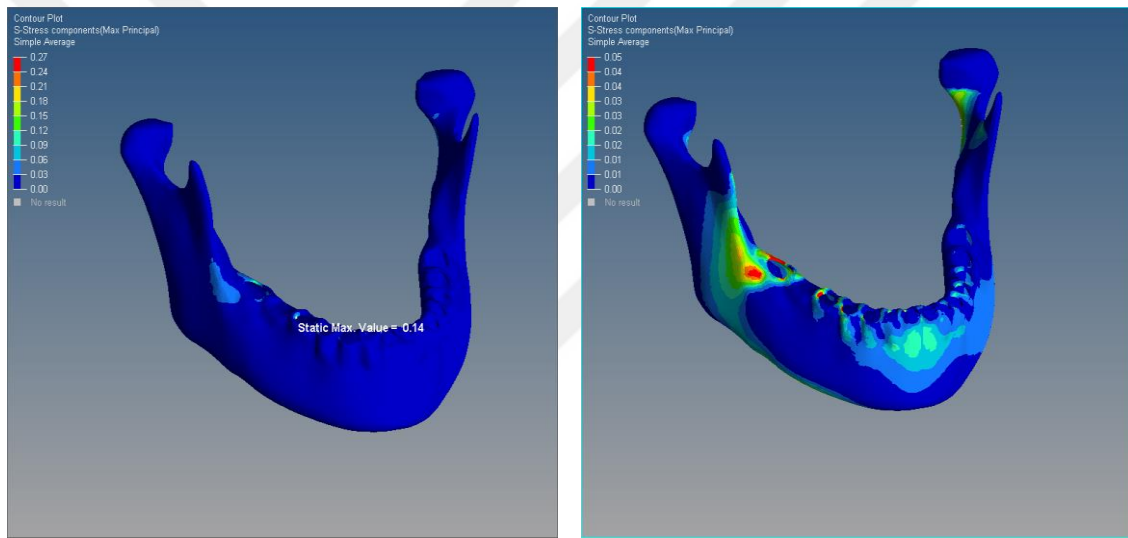 Contour Plot
S-Stress components(Max Principal)
Simple Average
0.27
0.24
0.21
0.18
0.15
0.12
0.09
0.06
0.03
0.00
No result
Static Max. Value = 0.14
Contour Plot
S-Stress components(Max Principal)
Simple Average
0.05
0.04
0.04
0.03
0.03
0.02
0.02
0.01
0.01
0.00
No result